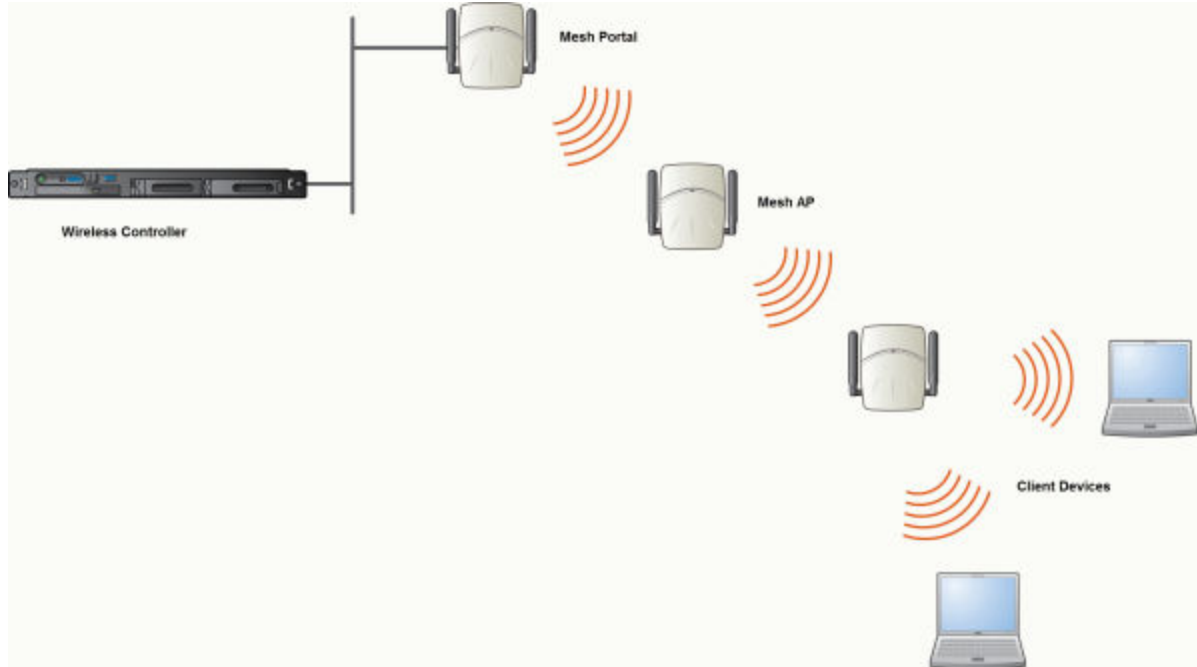 Mesh Portal
Mesh AP
Wireless Controller
Client Devices